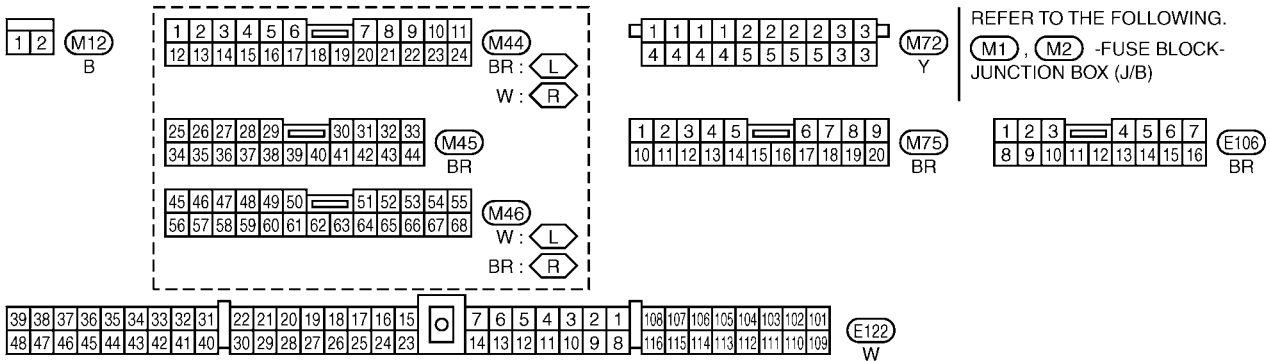 1 2 M12
B
1 2 3 4 5 6 7 8 9 10 11
12 13 14 15 16 17 18 19 20 21 22 23 24
M44
BR : L
W : R
25 26 27 28 29 30 31 32 33
34 35 36 37 38 39 40 41 42 43 44
M45
BR
45 46 47 48 49 50 51 52 53 54 55
56 57 58 59 60 61 62 63 64 65 66 67 68
M46
W : L
BR : R
1 1 1 1 2 2 2 2 3 3
4 4 4 4 5 5 5 5 3 3
M72
Y
REFER TO THE FOLLOWING.
M1 , M2 -FUSE BLOCK-
JUNCTION BOX (J/B)
1 2 3 4 5 6 7 8 9
10 11 12 13 14 15 16 17 18 19 20
M75
BR
1 2 3 4 5 6 7
8 9 10 11 12 13 14 15 16
E106
BR
39 38 37 36 35 34 33 32 31 22 21 20 19 18 17 16 15 7 6 5 4 3 2 1 108 107 106 105 104 103 102 101
48 47 46 45 44 43 42 41 40 30 29 28 27 26 25 24 23 14 13 12 11 10 9 8 116 115 114 113 112 111 110 109
E122
W